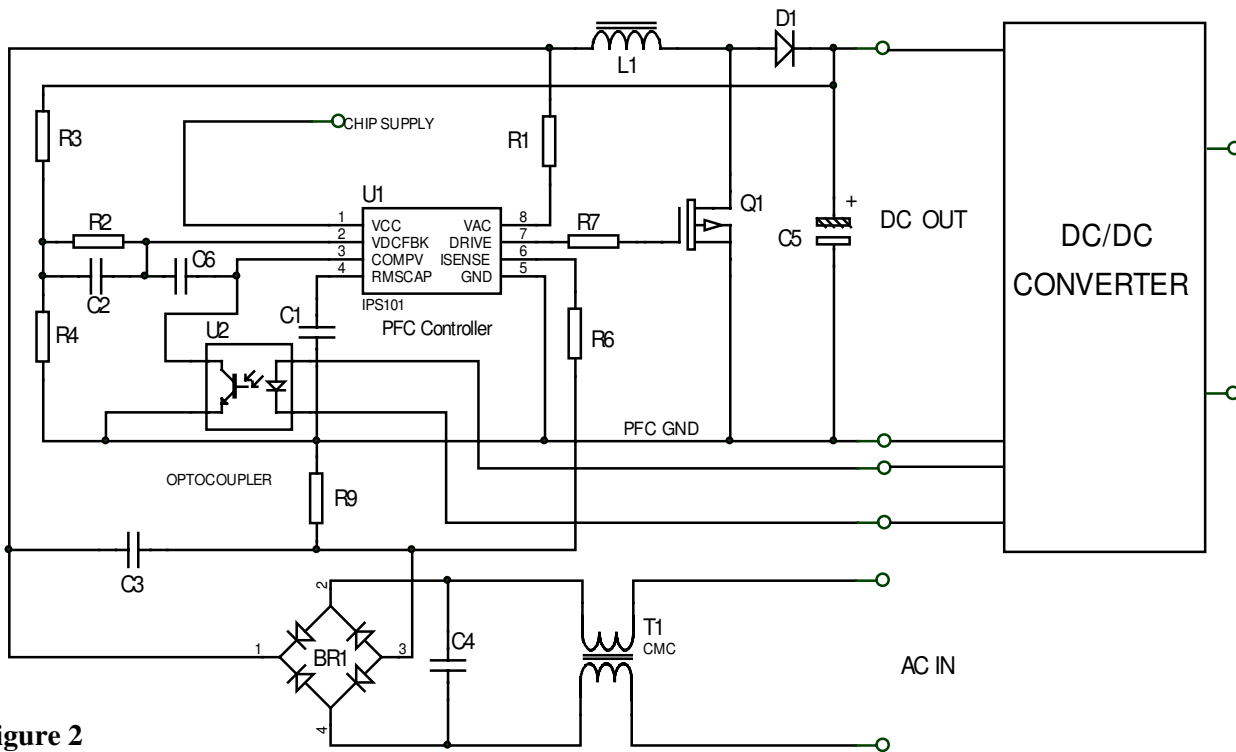 D1
L1
R3
CHIP SUPPLY
R1
U1
Q1
+
R2
1 VCC VAC 8
R7
DC OUT
2 VDCFBK DRIVE 7
C5
DC/DC
CONVERTER
C6
3 COMPV ISENSE 6
4 RMSCAP GND 5
C2
IPS101
C1
PFC Controller
R4
U2
R6
PFC GND
OPTOCOUPLER
R9
C3
2
1
BR1
3
C4
T1
CMC
AC IN
4
igure 2